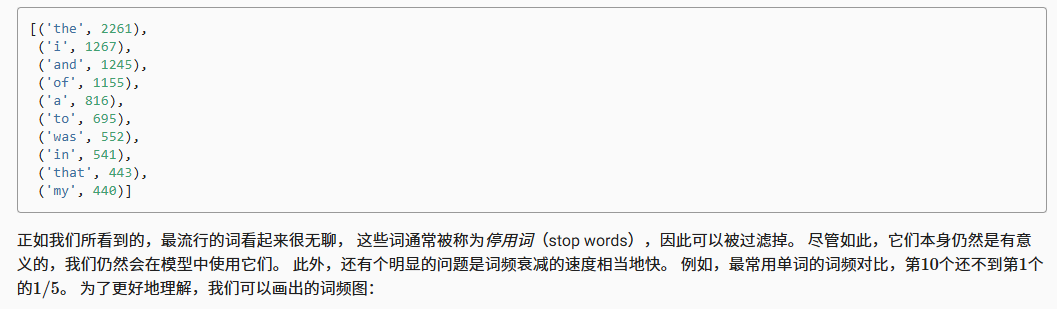 [('the', 2261),
('i', 1267),
('and', 1245),
('of', 1155),
('a', 816),
('to', 695),
('was', 552),
('in', 541),
('that', 443),
('my', 440)]
正如我们所看到的，最流行的词看起来很无聊， 这些词通常被称为停用词（stop words），因此可以被过滤掉。 尽管如此，它们本身仍然是有意
义的，我们仍然会在模型中使用它们。 此外，还有个明显的问题是词频衰减的速度相当地快。 例如，最常用单词的词频对比，第10个还不到第1个
的1/5。 为了更好地理解，我们可以画出的词频图：